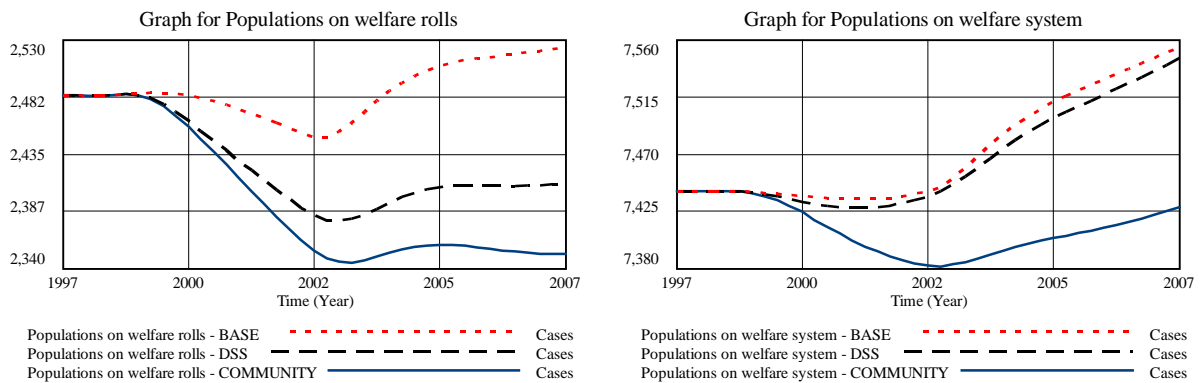 Graph for Populations on welfare rolls
2,530
2,482
2,435
2,387
2,340
1997 2000 2002 2005 2007
Time (Year)
Populations on welfare rolls - BASE Cases
Populations on welfare rolls - DSS Cases
Populations on welfare rolls - COMMUNITY Cases
Graph for Populations on welfare system
7,560
7,515
7,470
7,425
7,380
1997 2000 2002 2005 2007
Time (Year)
Populations on welfare system - BASE Cases
Populations on welfare system - DSS Cases
Populations on welfare system - COMMUNITY Cases